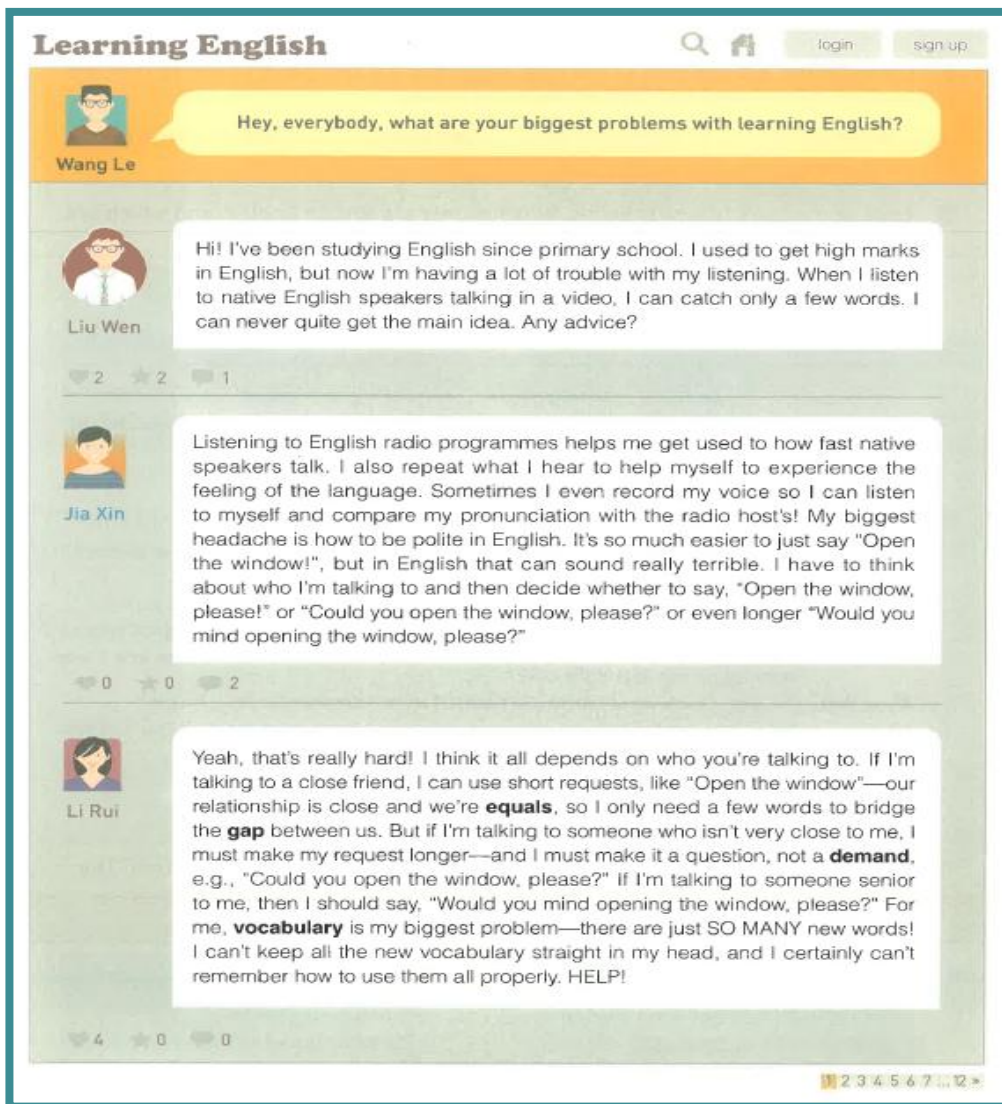 Learning English
login
sign up
Hey, everybody, what are your biggest problems with learning English?
Wang Le
Hi! I've been studying English since primary school. I used to get high marks
in English, but now I'm having a lot of trouble with my listening. When I listen
to native English speakers talking in a video, I can catch only a few words. I
can never quite get the main idea. Any advice?
Liu Wen
2 2 1
Listening to English radio programmes helps me get used to how fast native
speakers talk. I also repeat what I hear to help myself to experience the
feeling of the language. Sometimes I even record my voice so I can listen
to myself and compare my pronunciation with the radio host's! My biggest
headache is how to be polite in English. It's so much easier to just say “Open
the window!”, but in English that can sound really terrible. I have to think
about who I'm talking to and then decide whether to say, “Open the window,
please!” or “Could you open the window, please?” or even longer “Would you
mind opening the window, please?”
Jia Xin
0 0 2
Yeah, that's really hard! I think it all depends on who you're talking to. If I'm
talking to a close friend, I can use short requests, like “Open the window”—our
relationship is close and we're equals, so I only need a few words to bridge
the gap between us. But if I'm talking to someone who isn't very close to me, I
must make my request longer—and I must make it a question, not a demand,
e.g., “Could you open the window, please?” If I'm talking to someone senior
to me, then I should say, “Would you mind opening the window, please?” For
me, vocabulary is my biggest problem—there are just SO MANY new words!
I can't keep all the new vocabulary straight in my head, and I certainly can't
remember how to use them all properly. HELP!
Li Rui
4 0 0
1 2 3 4 5 6 7 ... 12 »